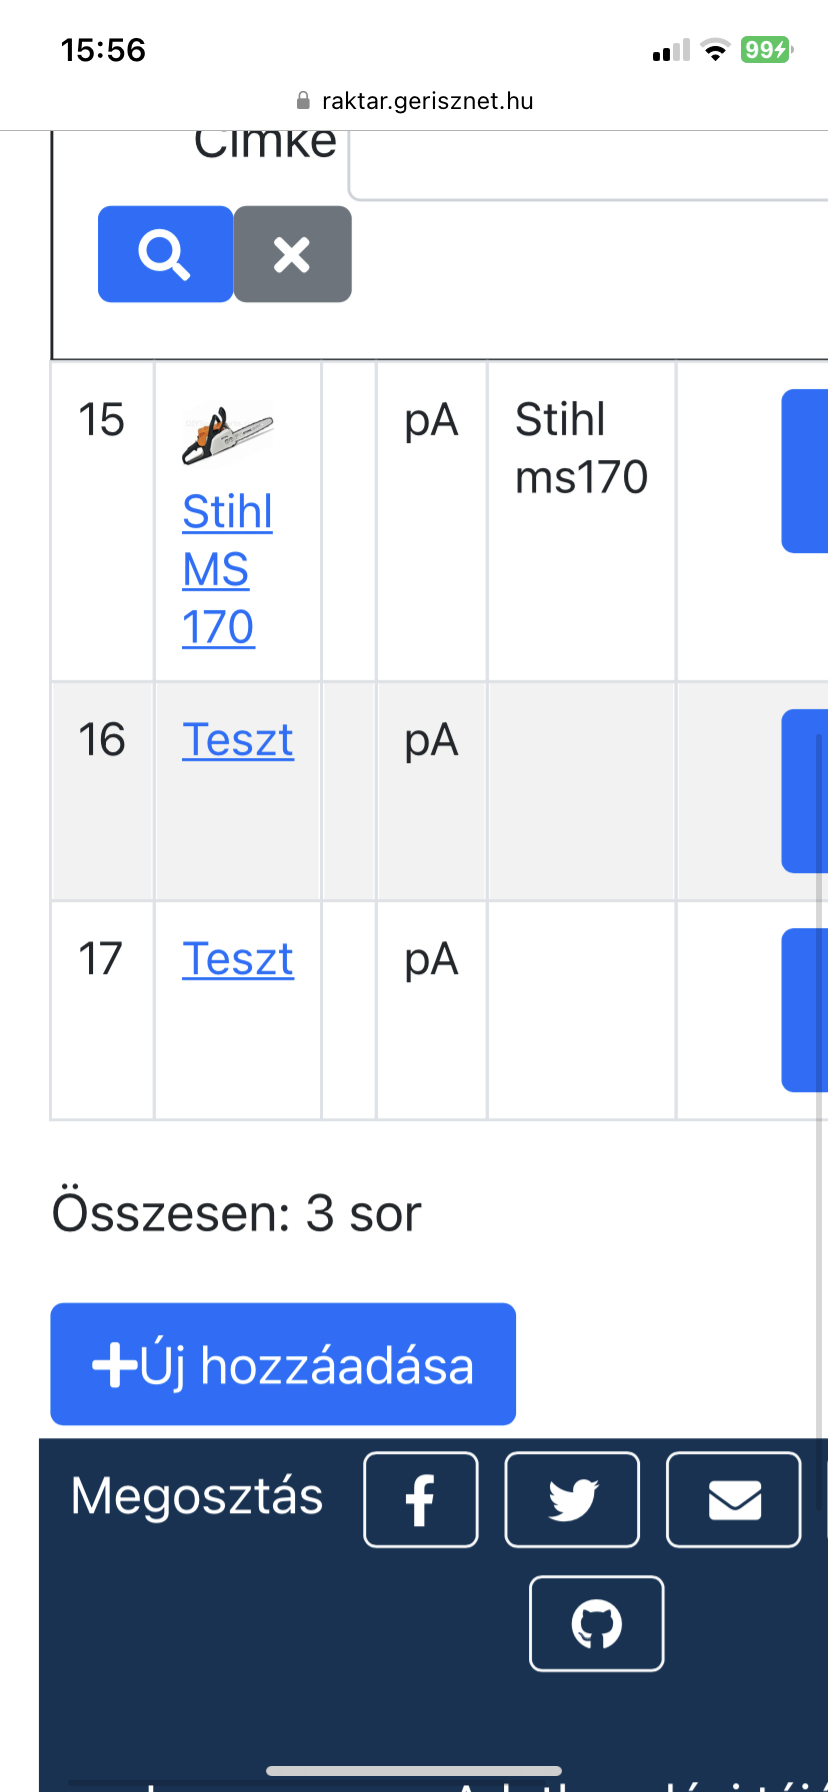 15:56
99
raktar.gerisznet.hu
Címke
15
pA
Stihl
ms170
Stihl
MS
170
16
Teszt
pA
17
Teszt
pA
Összesen: 3 sor
Új hozzáadása
Megosztás